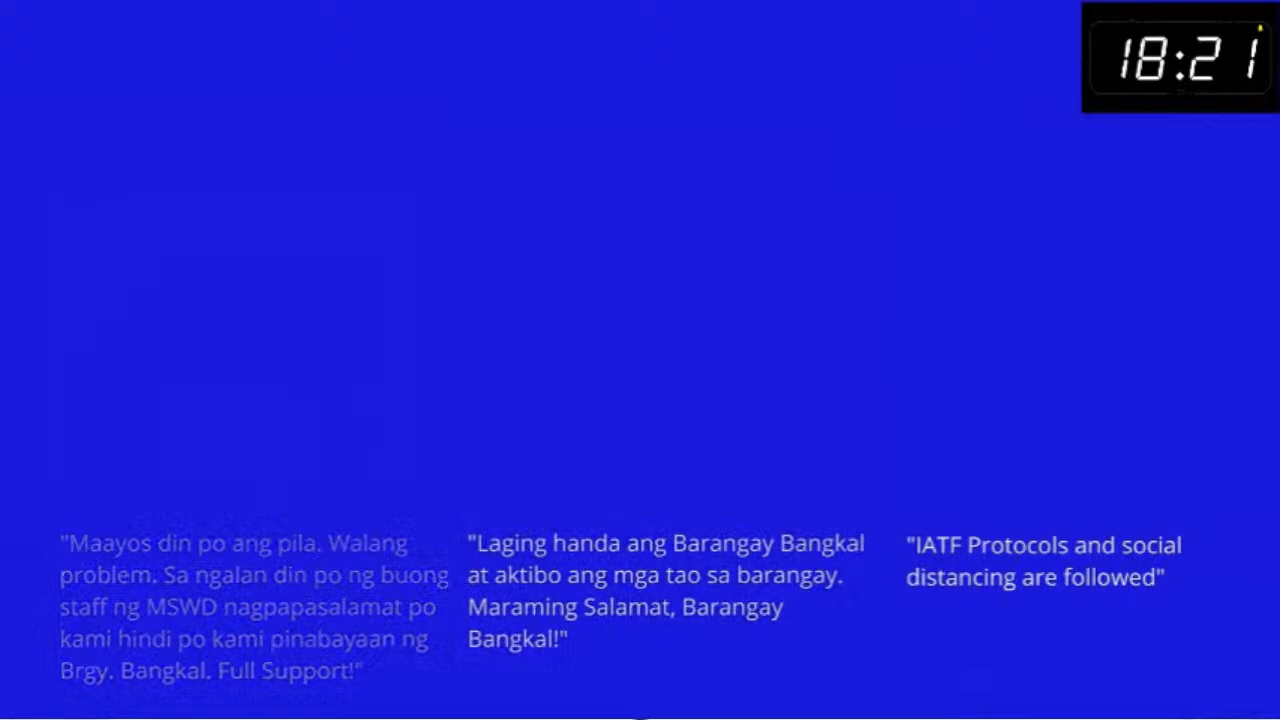 18:21
"Maayos din po ang pila. Walang
problem. Sa ngalan din po ng buong
staff ng MSWD nagpapasalamat po
kami hindi po kami pinabayaan ng
Brgy. Bangkal. Full Support!"
"Laging handa ang Barangay Bangkal
at aktibo ang mga tao sa barangay.
Maraming Salamat, Barangay
Bangkal!"
"IATF Protocols and social
distancing are followed"